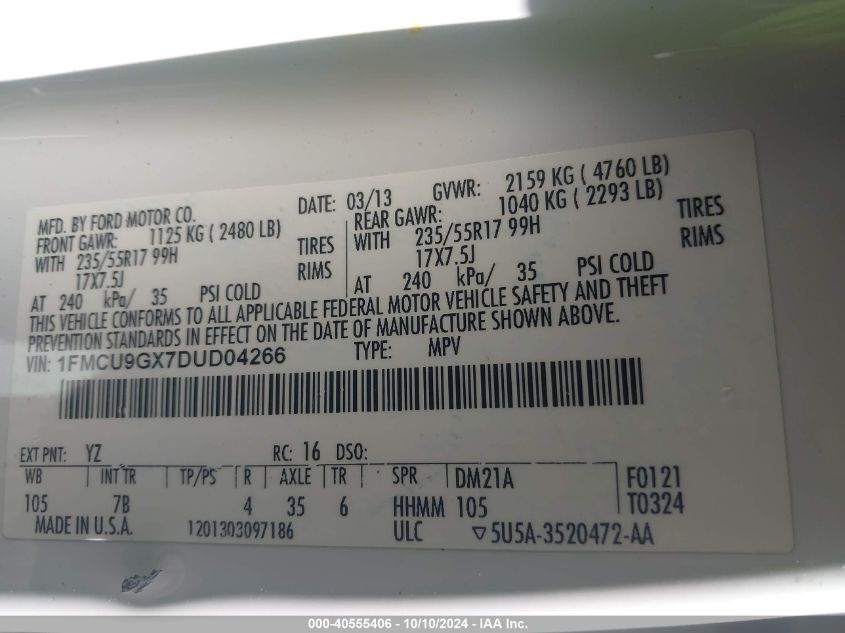 MFD. BY FORD MOTOR CO. DATE: 03/13 GVWR: 2159 KG ( 4760 LB)
FRONT GAWR: 1125 KG ( 2480 LB) REAR GAWR: 1040 KG ( 2293 LB)
WITH 235/55R17 99H TIRES WITH 235/55R17 99H TIRES
17X7.5J RIMS 17X7.5J RIMS
AT 240 kPa/ 35 PSI COLD AT 240 kPa/ 35 PSI COLD
THIS VEHICLE CONFORMS TO ALL APPLICABLE FEDERAL MOTOR VEHICLE SAFETY AND THEFT
PREVENTION STANDARDS IN EFFECT ON THE DATE OF MANUFACTURE SHOWN ABOVE.
VIN: 1FMCU9GX7DUD04266 TYPE: MPV
EXT PNT: YZ RC: 16 DSO:
WB INT TR TP/PS R AXLE TR SPR DM21A F0121
105 7B 4 35 6 HHMM 105 T0324
MADE IN U.S.A. 1201303097186 ULC ▽5U5A-3520472-AA
000-40555406 - 10/10/2024 - IAA Inc.